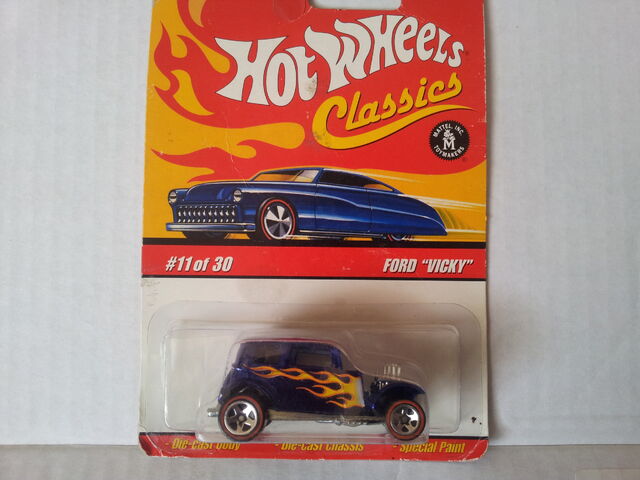 HOT WHEELS
Classics
MATTEL, INC.
M
TOYMAKERS
#11 of 30 FORD "VICKY"
- Die-cast Body - Die-cast Chassis - Special Paint